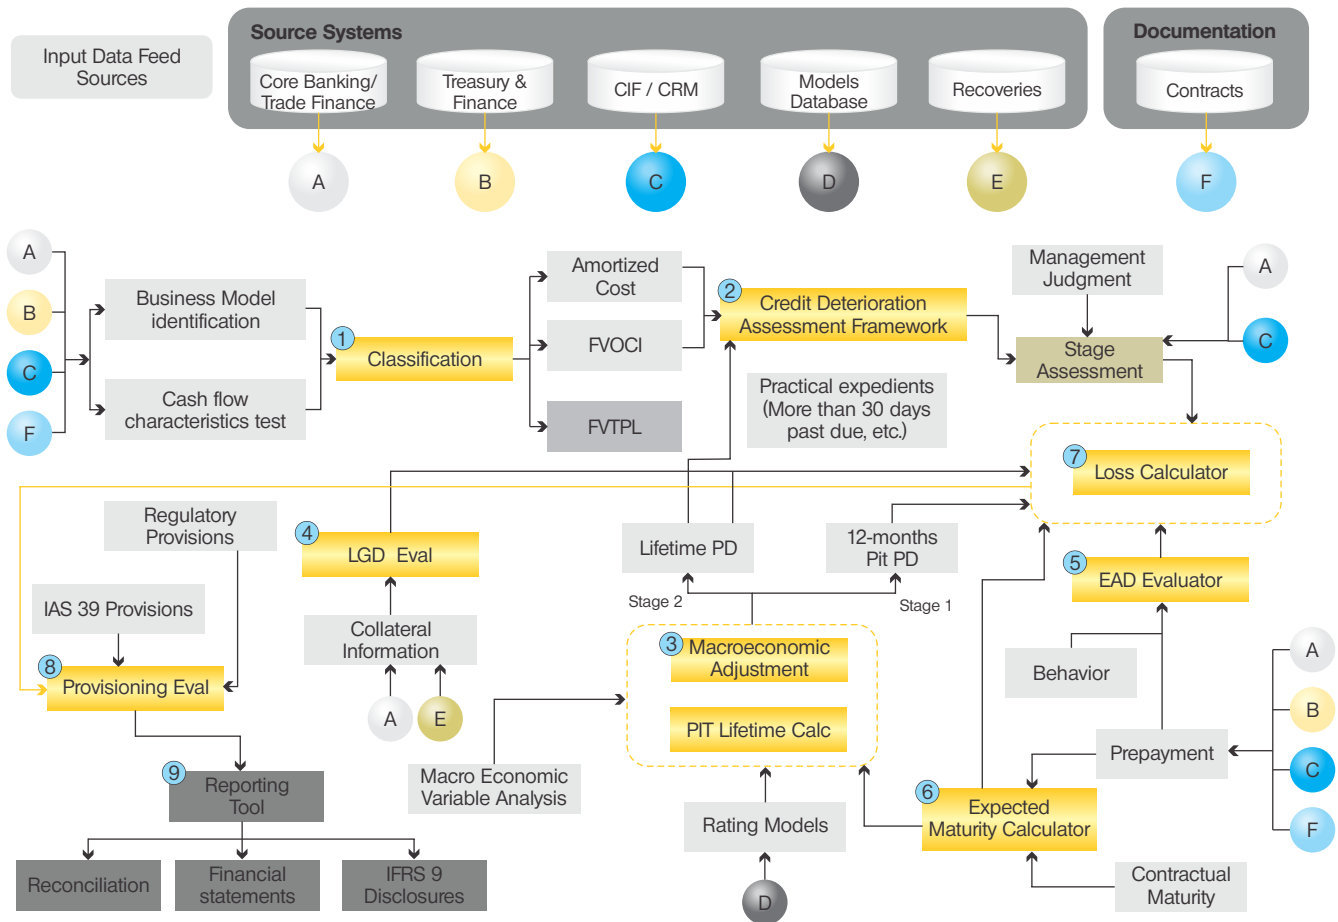 Input Data Feed
Sources
Source Systems
Core Banking/
Trade Finance
Treasury &
Finance
CIF / CRM
Models
Database
Recoveries
Documentation
Contracts
A
B
C
D
E
F
A
B
C
F
Business Model
identification
Cash flow
characteristics test
1
Classification
Amortized
Cost
FVOCI
FVTPL
2
Credit Deterioration
Assessment Framework
Practical expedients
(More than 30 days
past due, etc.)
Management
Judgment
A
C
Stage
Assessment
7
Loss Calculator
Regulatory
Provisions
4
LGD Eval
Lifetime PD
12-months
Pit PD
5
EAD Evaluator
Stage 2
Stage 1
IAS 39 Provisions
Collateral
Information
3
Macroeconomic
Adjustment
Behavior
8
Provisioning Eval
A
E
PIT Lifetime Calc
Prepayment
A
B
C
F
9
Reporting
Tool
Macro Economic
Variable Analysis
Rating Models
6
Expected
Maturity Calculator
Reconciliation
Financial
statements
IFRS 9
Disclosures
D
Contractual
Maturity